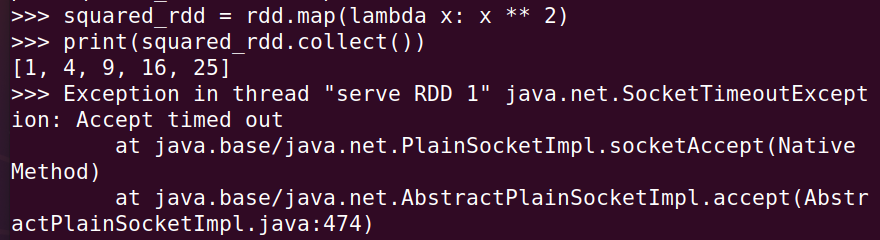 >>> squared_rdd = rdd.map(lambda x: x ** 2)
>>> print(squared_rdd.collect())
[1, 4, 9, 16, 25]
>>> Exception in thread "serve RDD 1" java.net.SocketTimeoutExcept
ion: Accept timed out
        at java.base/java.net.PlainSocketImpl.socketAccept(Native 
Method)
        at java.base/java.net.AbstractPlainSocketImpl.accept(Abstr
actPlainSocketImpl.java:474)